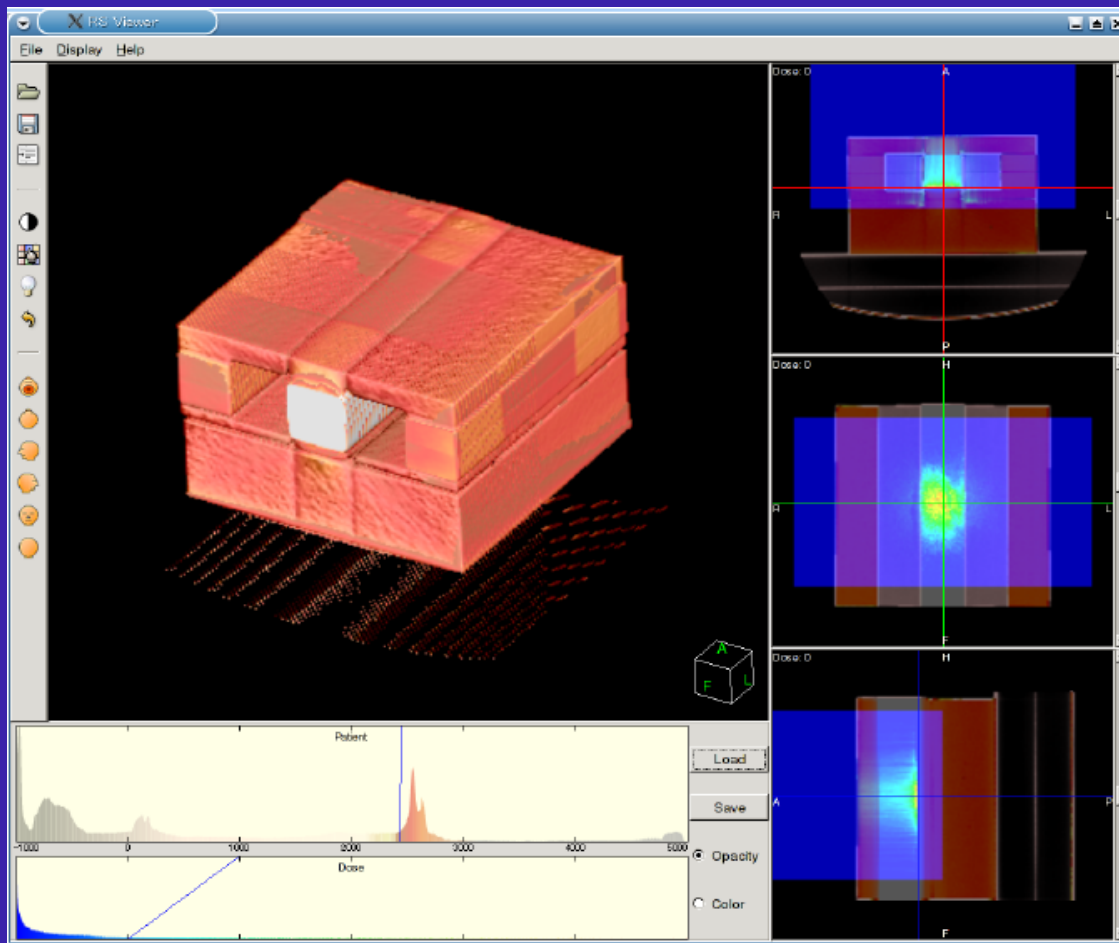 RS Viewer
File Display Help
Dose: 0
A
R
L
P
Dose: 0
H
R
L
F
Dose: 0
H
A
P
F
A
F
L
Patient
-1000 0 1000 2000 3000 4000 5000
Dose
Load
Save
Opacity
Color